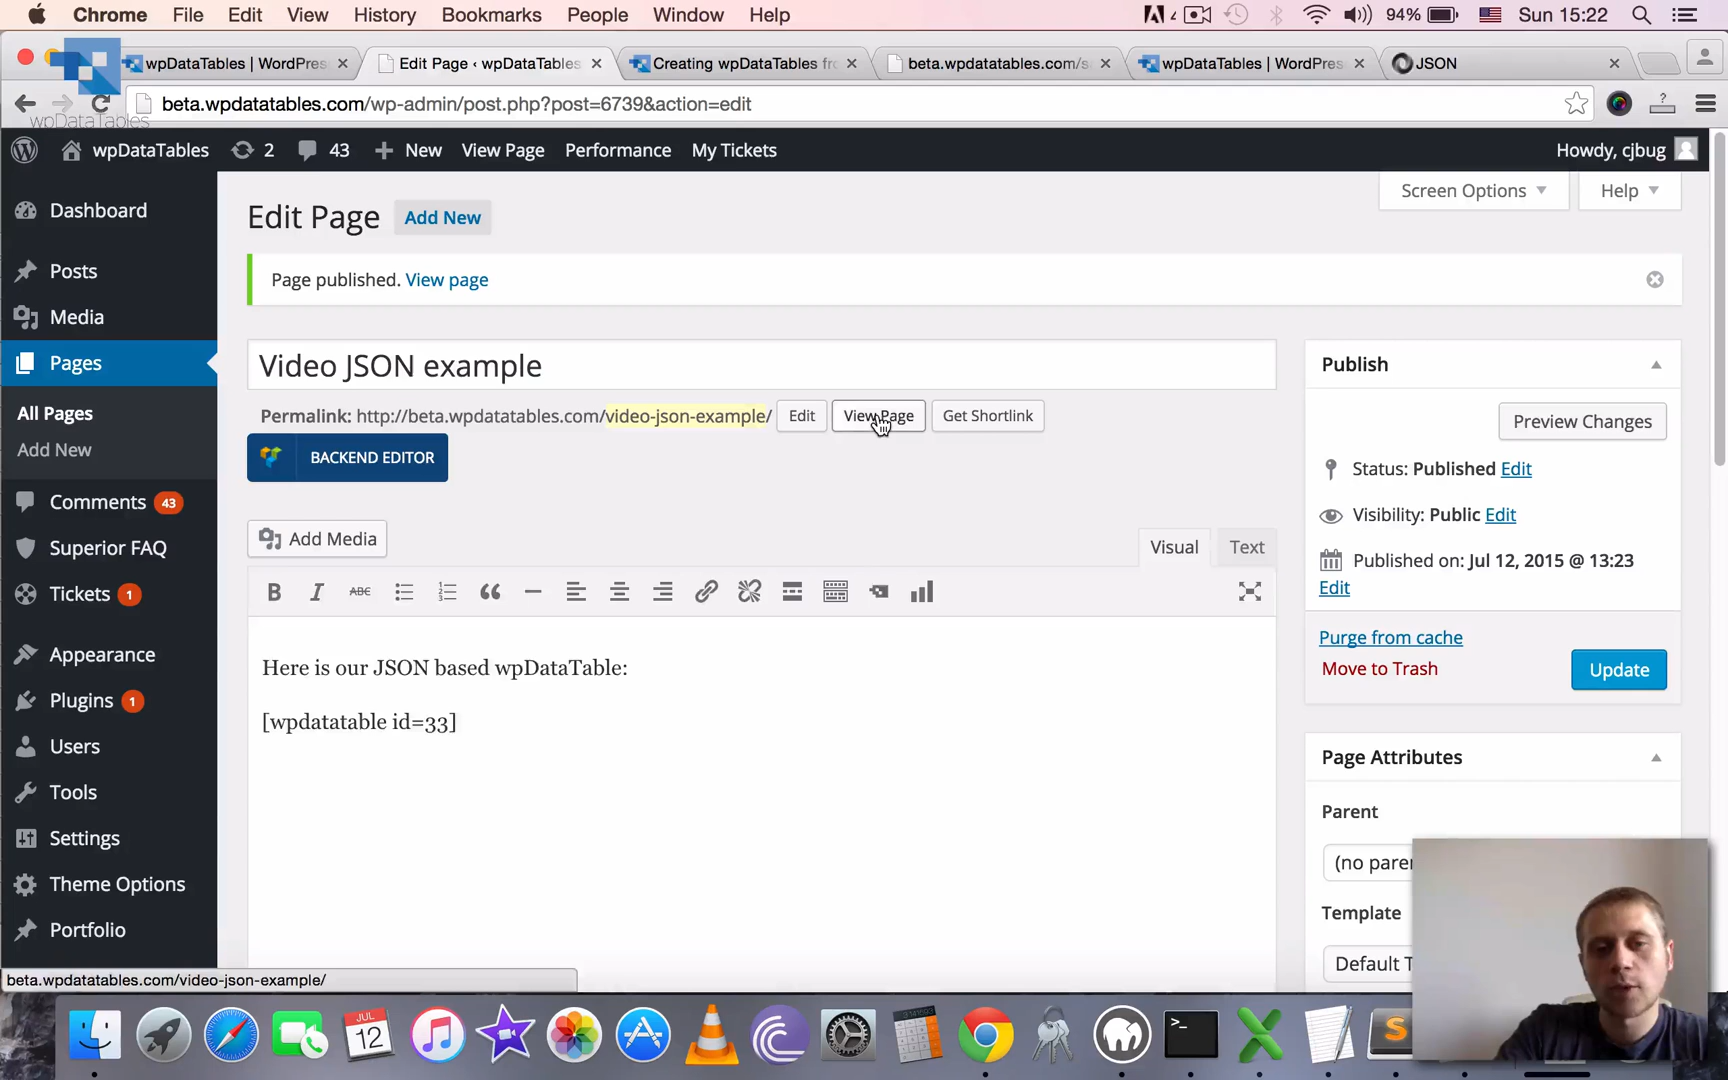 Chrome File Edit View History Bookmarks People Window Help 4 94% Sun 15:22
wpDataTables | WordPres Edit Page ‹ wpDataTables Creating wpDataTables fro beta.wpdatatables.com/s wpDataTables | WordPres JSON
beta.wpdatatables.com/wp-admin/post.php?post=6739&action=edit
wpDataTables
wpDataTables 2 43 New View Page Performance My Tickets Howdy, cjbug
Screen Options Help
Edit Page Add New
Page published. View page
Dashboard
Posts
Media
Pages
All Pages
Add New
Comments 43
Superior FAQ
Tickets 1
Appearance
Plugins 1
Users
Tools
Settings
Theme Options
Portfolio
Video JSON example
Permalink: http://beta.wpdatatables.com/video-json-example/ Edit View Page Get Shortlink
BACKEND EDITOR
Add Media
Visual Text
B I ABC
Here is our JSON based wpDataTable:
[wpdatatable id=33]
Publish
Preview Changes
Status: Published Edit
Visibility: Public Edit
Published on: Jul 12, 2015 @ 13:23
Edit
Purge from cache
Move to Trash
Update
Page Attributes
Parent
(no parer
Template
Default T
beta.wpdatatables.com/video-json-example/
JUL
12